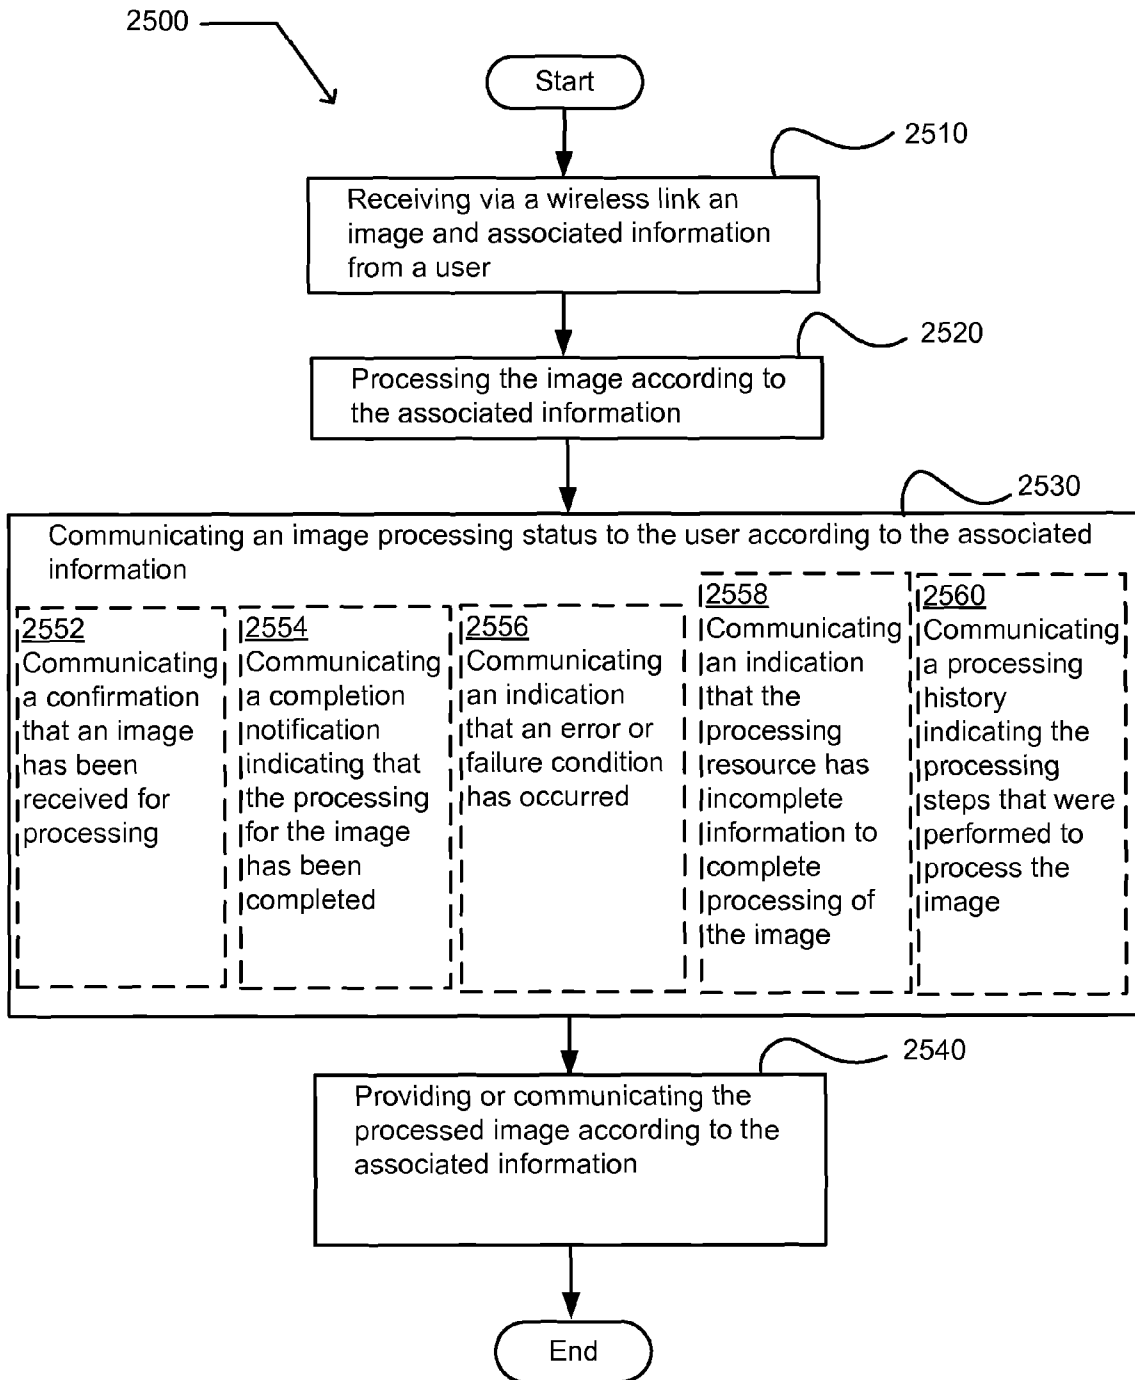 2500
Start
2510
Receiving via a wireless link an
image and associated information
from a user
2520
Processing the image according to
the associated information
2530
Communicating an image processing status to the user according to the associated
information
2552
Communicating
a confirmation
that an image
has been
received for
processing
2554
Communicating
a completion
notification
indicating that
the processing
for the image
has been
completed
2556
Communicating
an indication
that an error or
failure condition
has occurred
2558
Communicating
an indication
that the
processing
resource has
incomplete
information to
complete
processing of
the image
2560
Communicating
a processing
history
indicating the
processing
steps that were
performed to
process the
image
2540
Providing or communicating the
processed image according to the
associated information
End